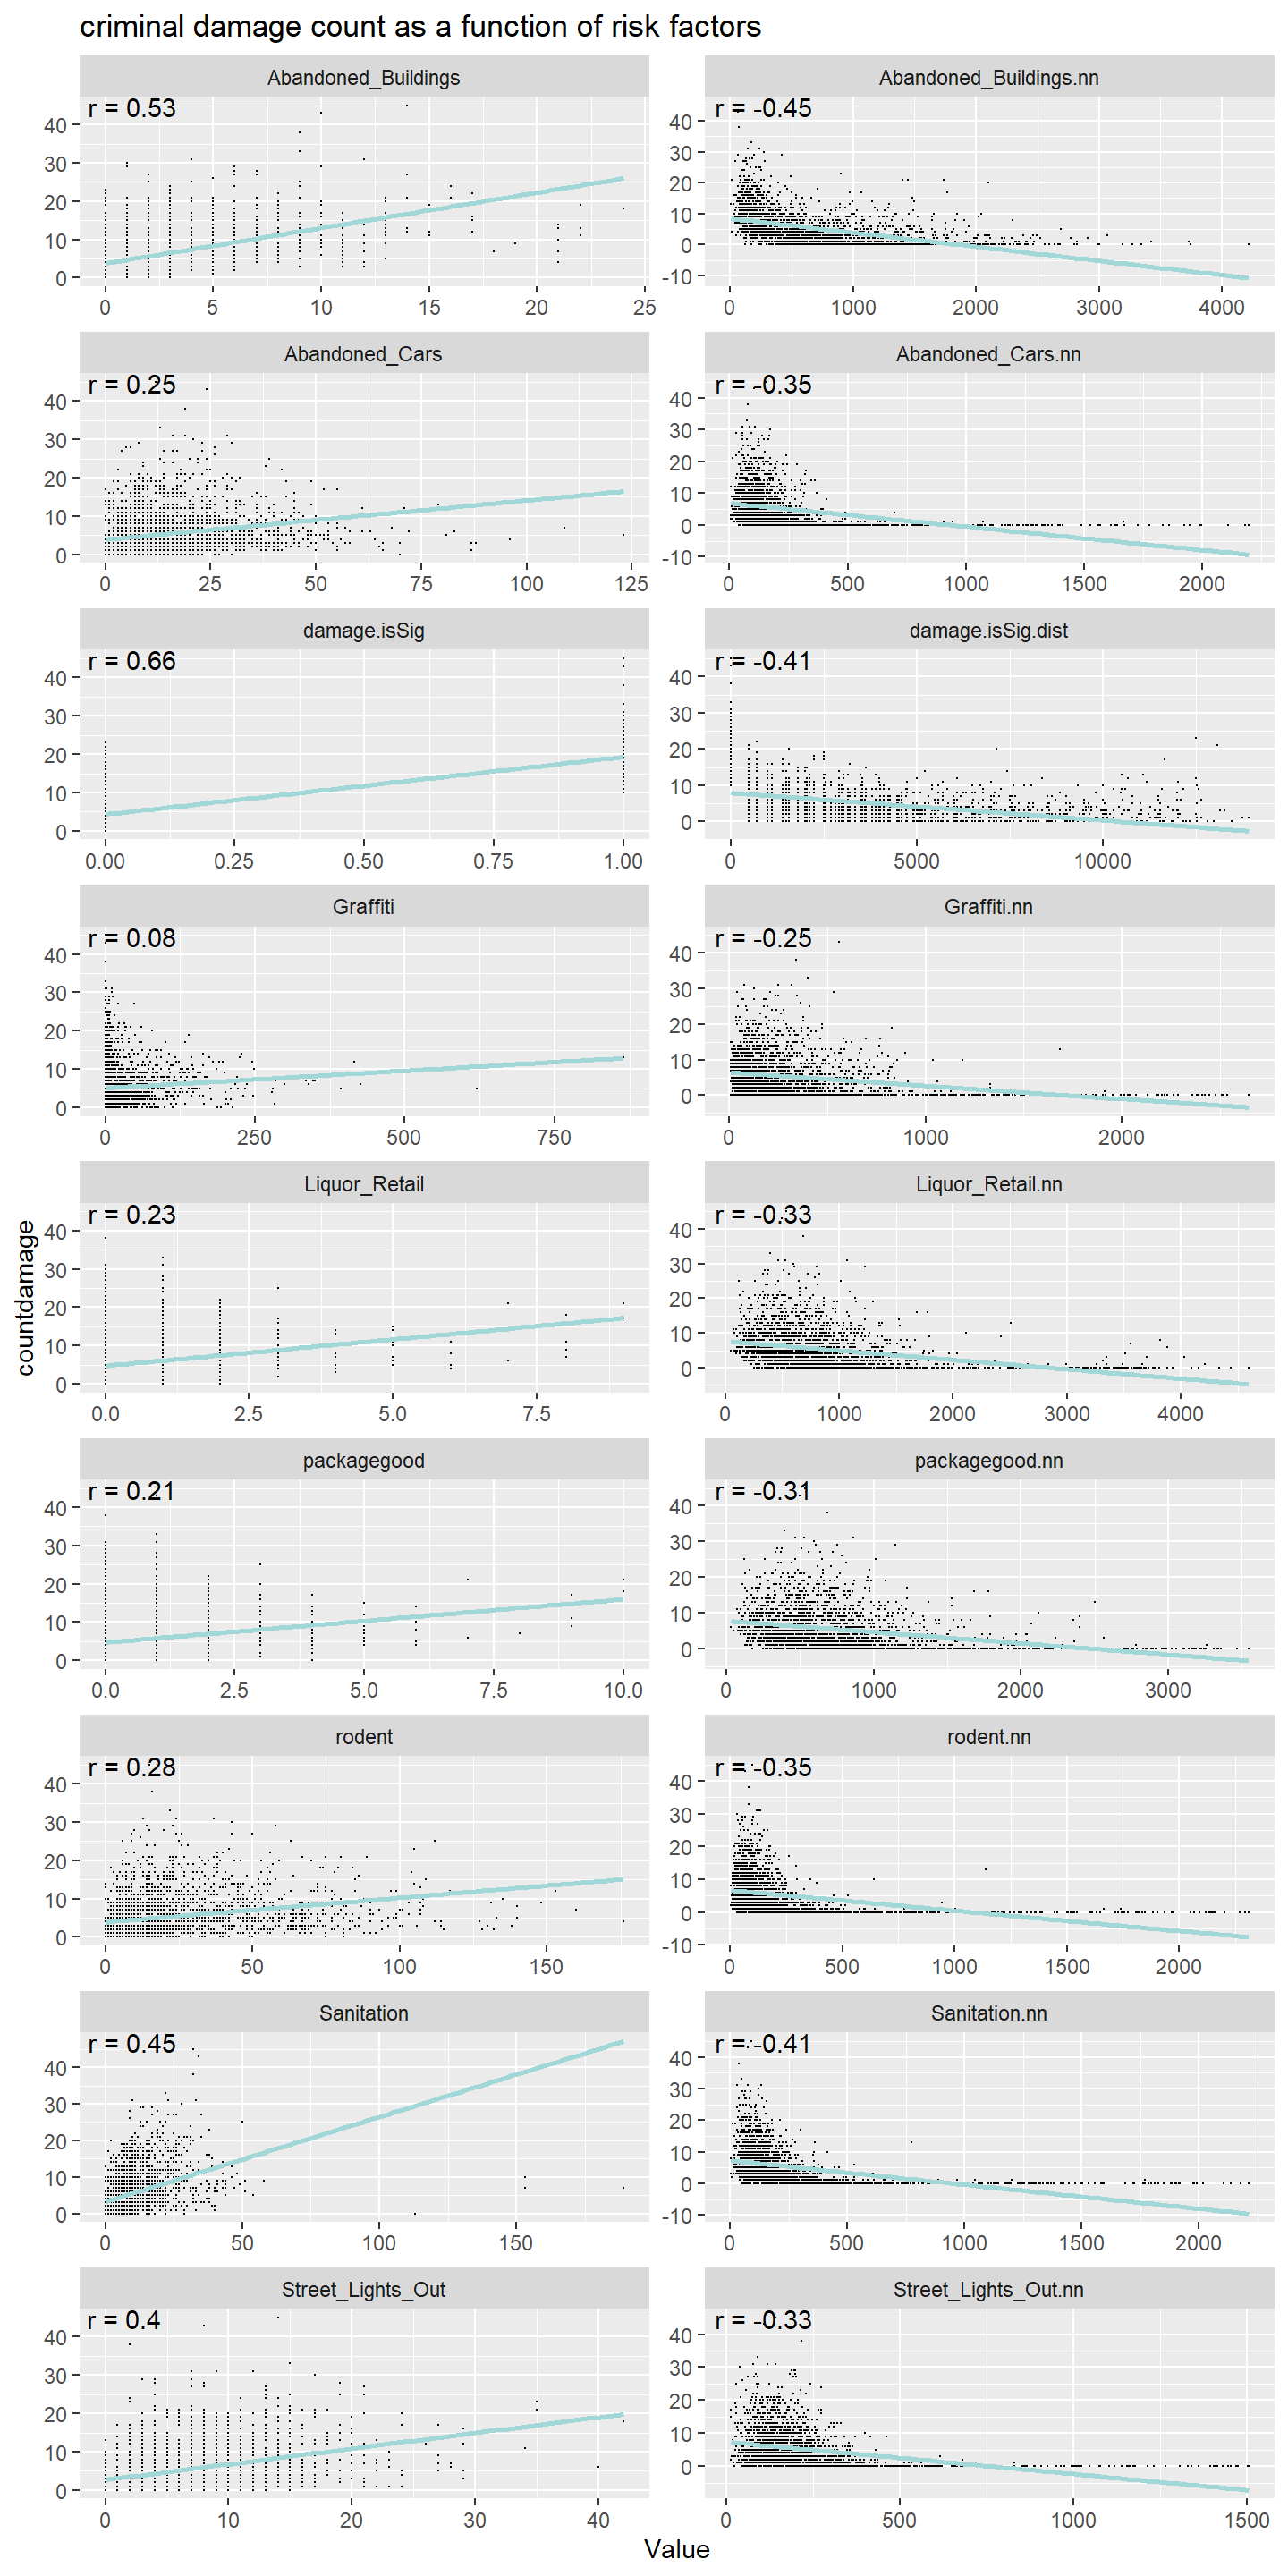 criminal damage count as a function of risk factors
Abandoned_Buildings
Abandoned_Buildings.nn
r = 0.53
r = -0.45
40
30
20
10
0
0 5 10 15 20 25
40
30
20
10
0
-10
0 1000 2000 3000 4000
Abandoned_Cars
Abandoned_Cars.nn
r = 0.25
r = -0.35
40
30
20
10
0
0 25 50 75 100 125
40
30
20
10
0
-10
0 500 1000 1500 2000
damage.isSig
damage.isSig.dist
r = 0.66
r = -0.41
40
30
20
10
0
0.00 0.25 0.50 0.75 1.00
40
30
20
10
0
0 5000 10000
Graffiti
Graffiti.nn
r = 0.08
r = -0.25
40
30
20
10
0
0 250 500 750
40
30
20
10
0
0 1000 2000
Liquor_Retail
Liquor_Retail.nn
r = 0.23
r = -0.33
40
30
20
10
0
0.0 2.5 5.0 7.5
40
30
20
10
0
0 1000 2000 3000 4000
countdamage
packagegood
packagegood.nn
r = 0.21
r = -0.31
40
30
20
10
0
0.0 2.5 5.0 7.5 10.0
40
30
20
10
0
0 1000 2000 3000
rodent
rodent.nn
r = 0.28
r = -0.35
40
30
20
10
0
0 50 100 150
40
30
20
10
0
-10
0 500 1000 1500 2000
Sanitation
Sanitation.nn
r = 0.45
r = -0.41
40
30
20
10
0
0 50 100 150
40
30
20
10
0
-10
0 500 1000 1500 2000
Street_Lights_Out
Street_Lights_Out.nn
r = 0.4
r = -0.33
40
30
20
10
0
0 10 20 30 40
40
30
20
10
0
0 500 1000 1500
Value